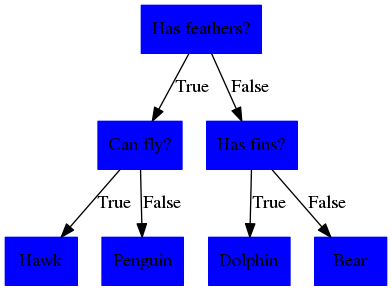 Has feathers?
True
False
Can fly?
Has fins?
True
False
True
False
Hawk
Penguin
Dolphin
Bear